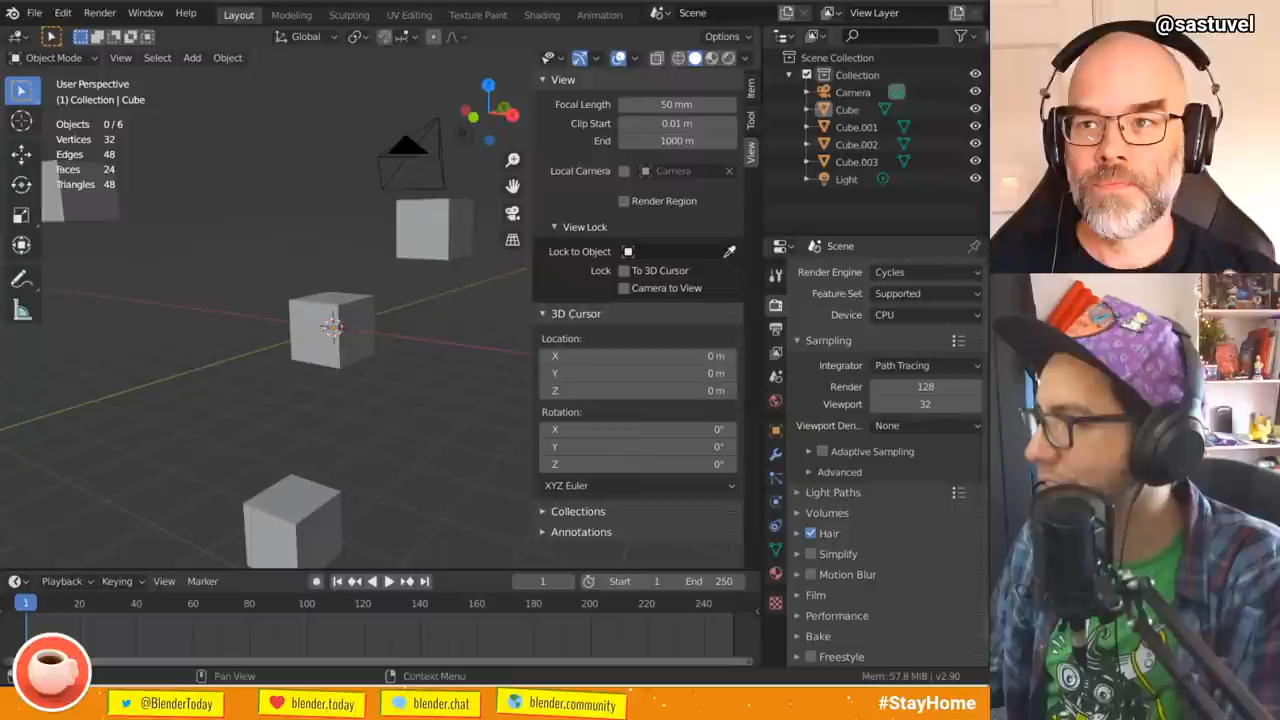 File Edit Render Window Help Layout Modeling Sculpting UV Editing Texture Paint Shading Animation Scene View Layer
Global Options
Object Mode View Select Add Object
User Perspective
(1) Collection | Cube
Objects 0/6
Vertices 32
Edges 48
Faces 24
Triangles 48
View
Focal Length 50 mm
Clip Start 0.01 m
End 1000 m
Local Camera Camera
Render Region
View Lock
Lock to Object
Lock To 3D Cursor
Camera to View
3D Cursor
Location:
X 0 m
Y 0 m
Z 0 m
Rotation:
X 0°
Y 0°
Z 0°
XYZ Euler
Collections
Annotations
Item
Tool
View
Scene Collection
Collection
Camera
Cube
Cube.001
Cube.002
Cube.003
Light
Scene
Render Engine Cycles
Feature Set Supported
Device CPU
Sampling
Integrator Path Tracing
Render 128
Viewport 32
Viewport Den... None
Adaptive Sampling
Advanced
Light Paths
Volumes
Hair
Simplify
Motion Blur
Film
Performance
Bake
Freestyle
Playback Keying View Marker 1 Start 1 End 250
1 20 40 60 80 100 120 140 160 180 200 220 240
Pan View Context Menu Mem: 57.8 MiB | v2.90
@sastuvel
@BlenderToday blender.today blender.chat blender.community #StayHome